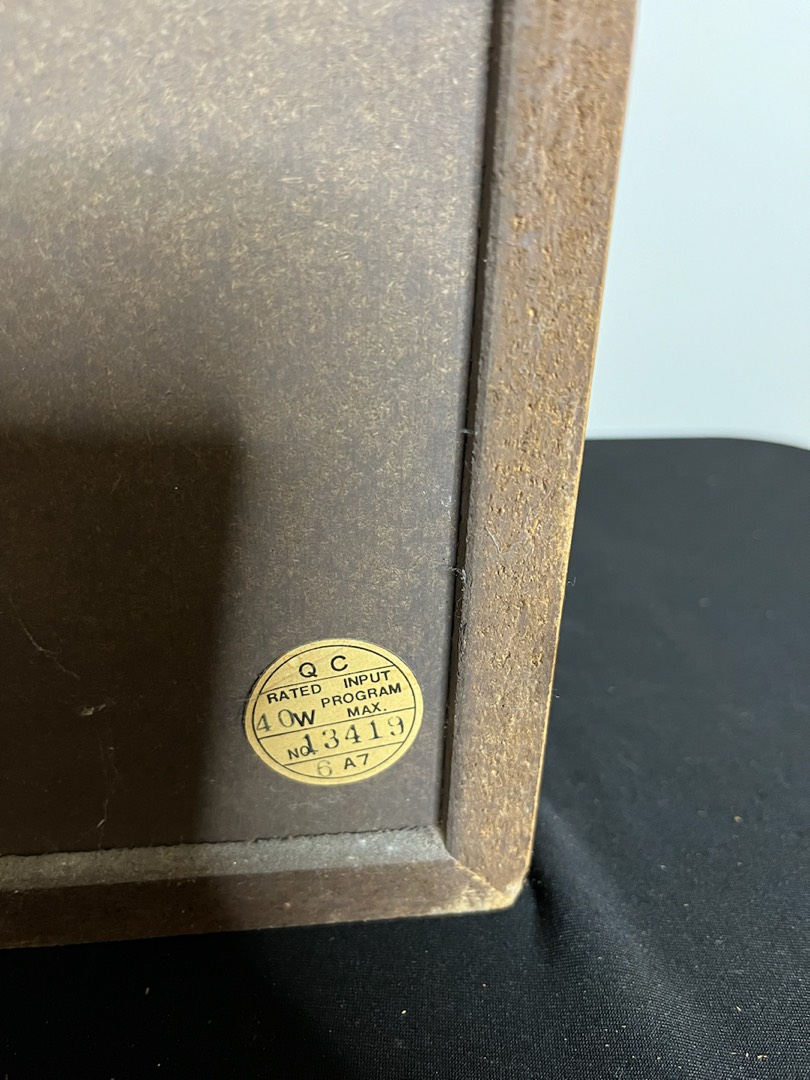 Q C
RATED INPUT
40W PROGRAM MAX.
NO. 13419
6 A7